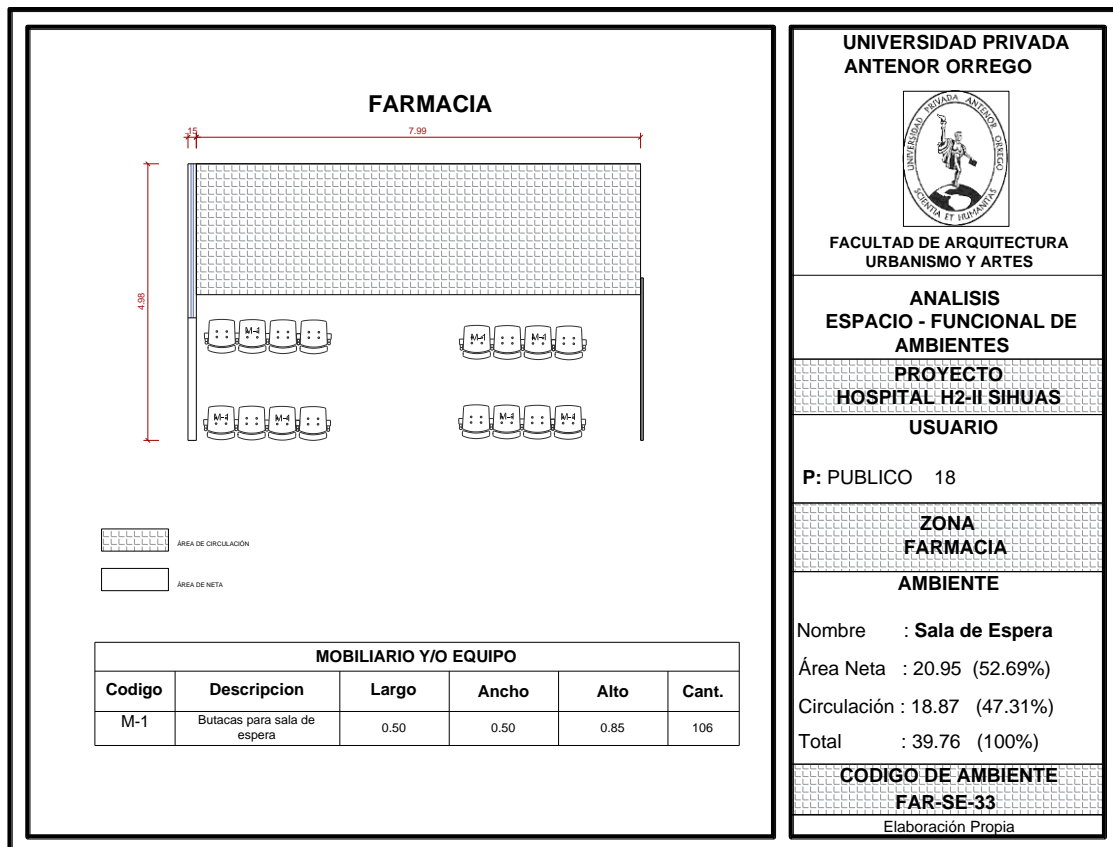 FARMACIA
.15
7.99
4.98
M-1 M-1 M-1
M-1 M-1 M-1 M-1
ÁREA DE CIRCULACIÓN
ÁREA DE NETA
MOBILIARIO Y/O EQUIPO
Codigo Descripcion Largo Ancho Alto Cant.
M-1 Butacas para sala de espera 0.50 0.50 0.85 106
UNIVERSIDAD PRIVADA
ANTENOR ORREGO
UNIVERSIDAD PRIVADA ANTENOR ORREGO
SCIENTIA ET HUMANITAS
FACULTAD DE ARQUITECTURA
URBANISMO Y ARTES
ANALISIS
ESPACIO - FUNCIONAL DE
AMBIENTES
PROYECTO
HOSPITAL H2-II SIHUAS
USUARIO
P: PUBLICO 18
ZONA
FARMACIA
AMBIENTE
Nombre : Sala de Espera
Área Neta : 20.95 (52.69%)
Circulación : 18.87 (47.31%)
Total : 39.76 (100%)
CODIGO DE AMBIENTE
FAR-SE-33
Elaboración Propia